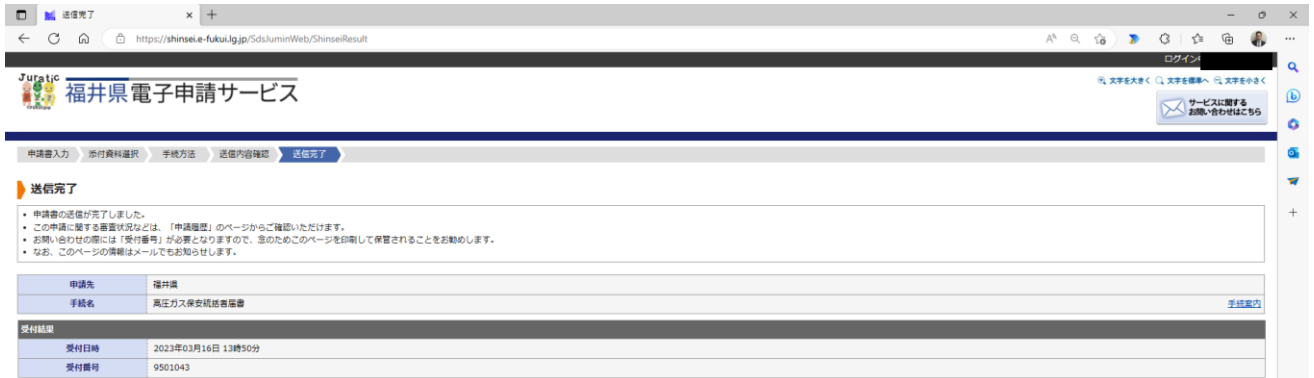 送信完了
https://shinsei.e-fukui.lg.jp/SdsJuminWeb/ShinseiResult
ログイン
Juratic
福井県電子申請サービス
文字を大きく 文字を標準へ 文字を小さく
サービスに関する
お問い合わせはこちら
申請書入力 添付資料選択 手続方法 送信内容確認 送信完了
送信完了
• 申請書の送信が完了しました。
• この申請に関する審査状況などは、「申請履歴」のページからご確認いただけます。
• お問い合わせの際には「受付番号」が必要となりますので、念のためこのページを印刷して保管されることをお勧めします。
• なお、このページの情報はメールでもお知らせします。
申請先 福井県
手続名 高圧ガス保安統括者届書 手続案内
受付結果
受付日時 2023年03月16日 13時50分
受付番号 9501043